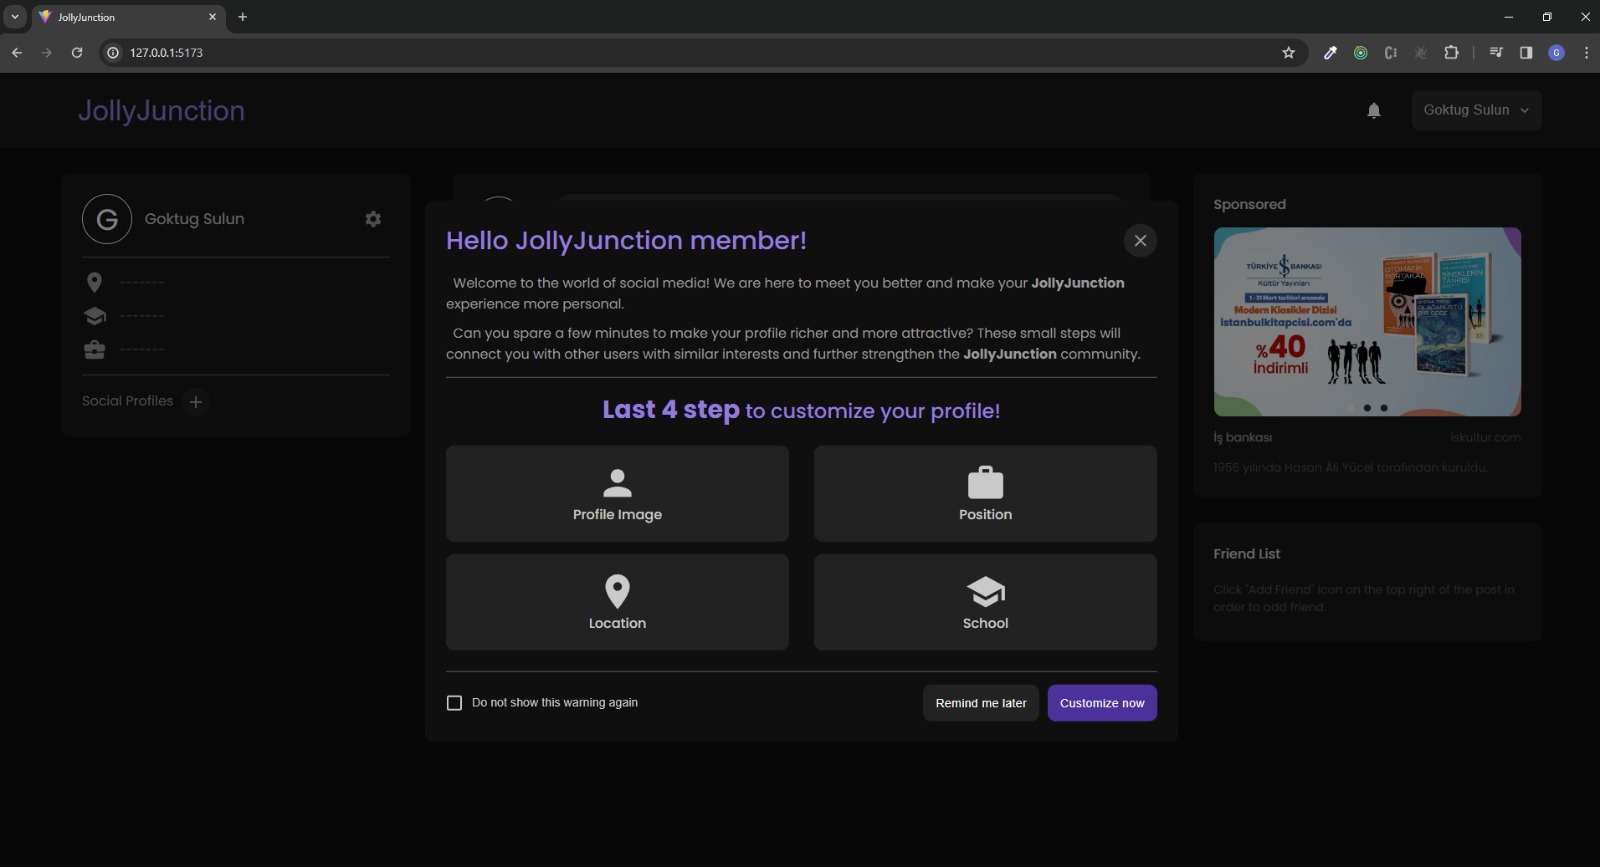 JollyJunction
127.0.0.1:5173
G
JollyJunction
Goktug Sulun
G
Goktug Sulun
-------
-------
-------
Social Profiles
Hello JollyJunction member!
Welcome to the world of social media! We are here to meet you better and make your JollyJunction
experience more personal.
Can you spare a few minutes to make your profile richer and more attractive? These small steps will
connect you with other users with similar interests and further strengthen the JollyJunction community.
Last 4 step to customize your profile!
Profile Image
Position
Location
School
Do not show this warning again
Remind me later
Customize now
Sponsored
TÜRKİYE İŞ BANKASI
Kültür Yayınları
1 - 31 Mart tarihleri arasında
Modern Klasikler Dizisi
istanbulkitapcisi.com'da
%40
İndirimli
OTOMATİK
PORTAKAL
SİNEKLERİN
TANRISI
İş bankası
iskultur.com
1956 yılında Hasan Âli Yücel tarafından kuruldu.
Friend List
Click "Add Friend" Icon on the top right of the post in
order to add friend.